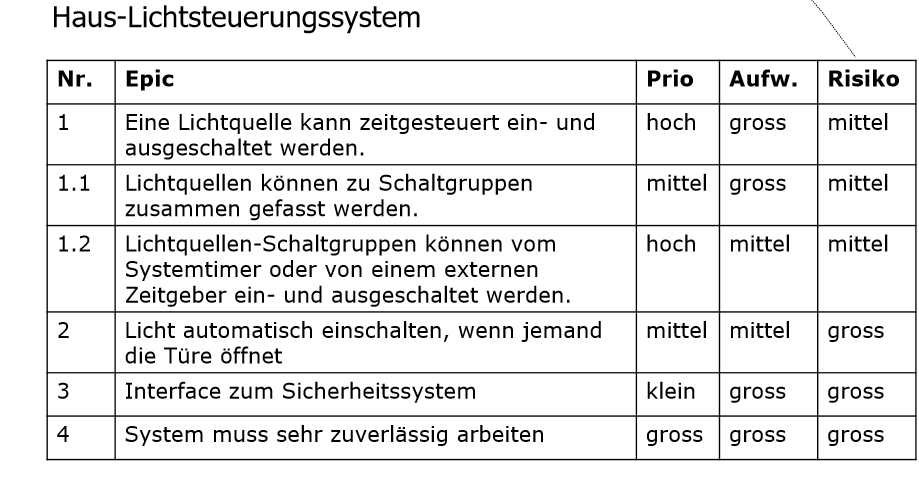 Haus-Lichtsteuerungssystem
Nr. Epic Prio Aufw. Risiko
1 Eine Lichtquelle kann zeitgesteuert ein- und hoch gross mittel
ausgeschaltet werden.
1.1 Lichtquellen können zu Schaltgruppen mittel gross mittel
zusammen gefasst werden.
1.2 Lichtquellen-Schaltgruppen können vom hoch mittel mittel
Systemtimer oder von einem externen
Zeitgeber ein- und ausgeschaltet werden.
2 Licht automatisch einschalten, wenn jemand mittel mittel gross
die Türe öffnet
3 Interface zum Sicherheitssystem klein gross gross
4 System muss sehr zuverlässig arbeiten gross gross gross